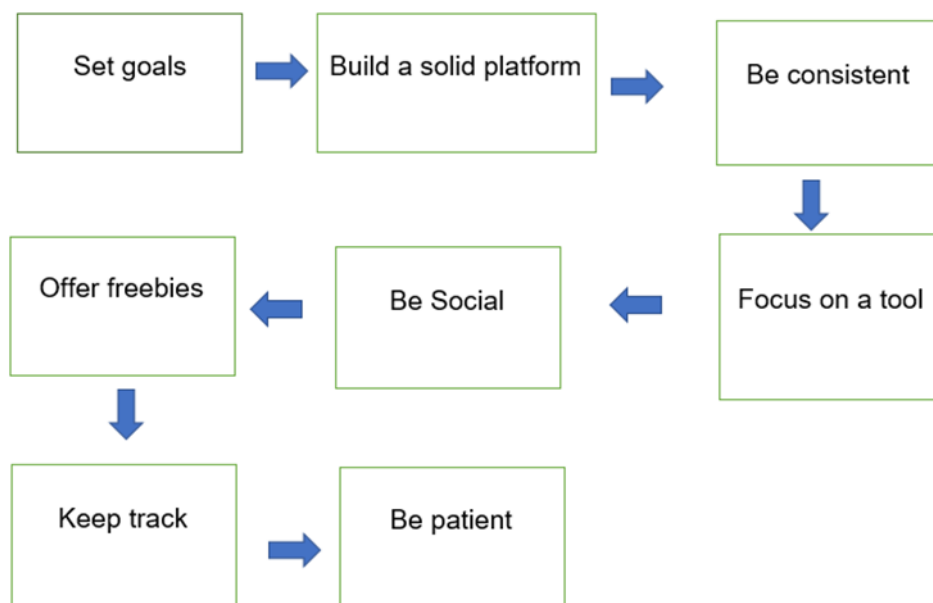 Set goals
Build a solid platform
Be consistent
Focus on a tool
Be Social
Offer freebies
Keep track
Be patient